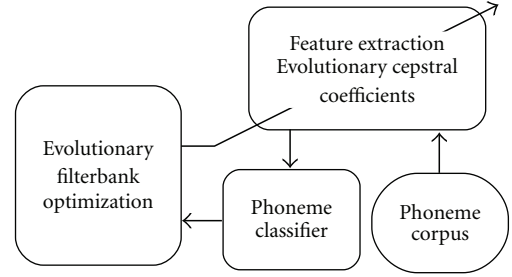 Feature extraction
Evolutionary cepstral
coefficients
Evolutionary
filterbank
optimization
Phoneme
classifier
Phoneme
corpus